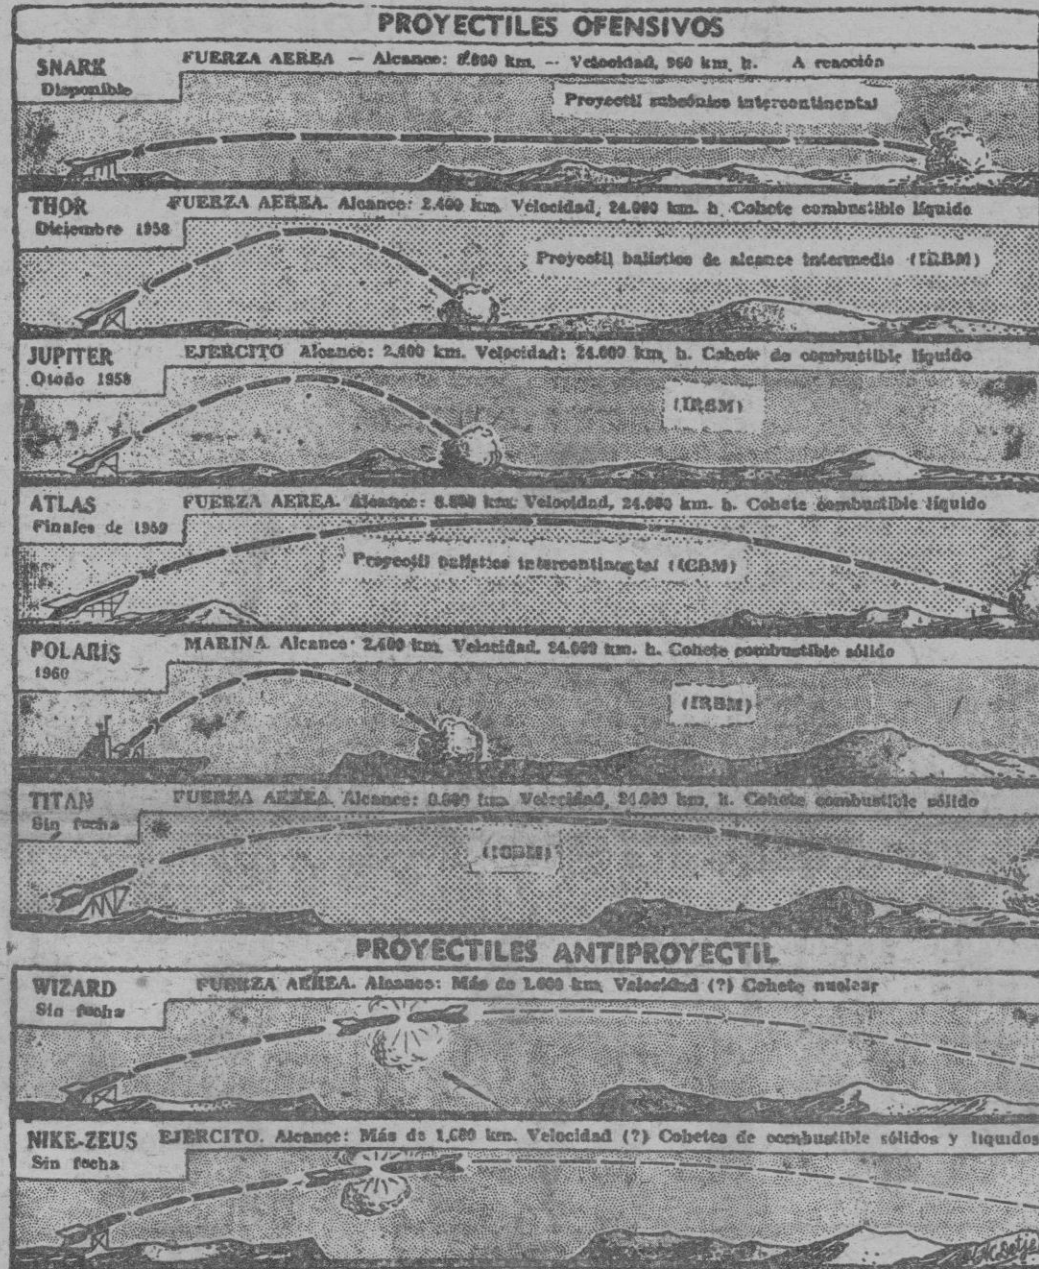 PROYECTILES OFENSIVOS
SNARK
Disponible
FUERZA AEREA — Alcance: 8.800 km. — Velocidad, 960 km. h. A reacción
Proyectil subsónico intercontinental
THOR
Diciembre 1958
FUERZA AEREA. Alcance: 2.400 km. Velocidad, 24.000 km. h. Cohete combustible líquido
Proyectil balístico de alcance intermedio (IRBM)
JUPITER
Otoño 1958
EJERCITO Alcance: 2.400 km. Velocidad: 24.000 km. h. Cohete de combustible líquido
(IRBM)
ATLAS
Finales de 1959
FUERZA AEREA. Alcance: 8.800 km. Velocidad, 24.000 km. h. Cohete combustible líquido
Proyectil balístico intercontinental (ICBM)
POLARIS
1960
MARINA. Alcance: 2.400 km. Velocidad, 24.000 km. h. Cohete combustible sólido
(IRBM)
TITAN
Sin fecha
FUERZA AEREA. Alcance: 8.800 km. Velocidad, 24.000 km. h. Cohete combustible sólido
(ICBM)
PROYECTILES ANTIPROYECTIL
WIZARD
Sin fecha
FUERZA AEREA. Alcance: Más de 1.600 km. Velocidad (?) Cohete nuclear
NIKE-ZEUS
Sin fecha
EJERCITO. Alcance: Más de 1.600 km. Velocidad (?) Cohetes de combustible sólidos y líquidos